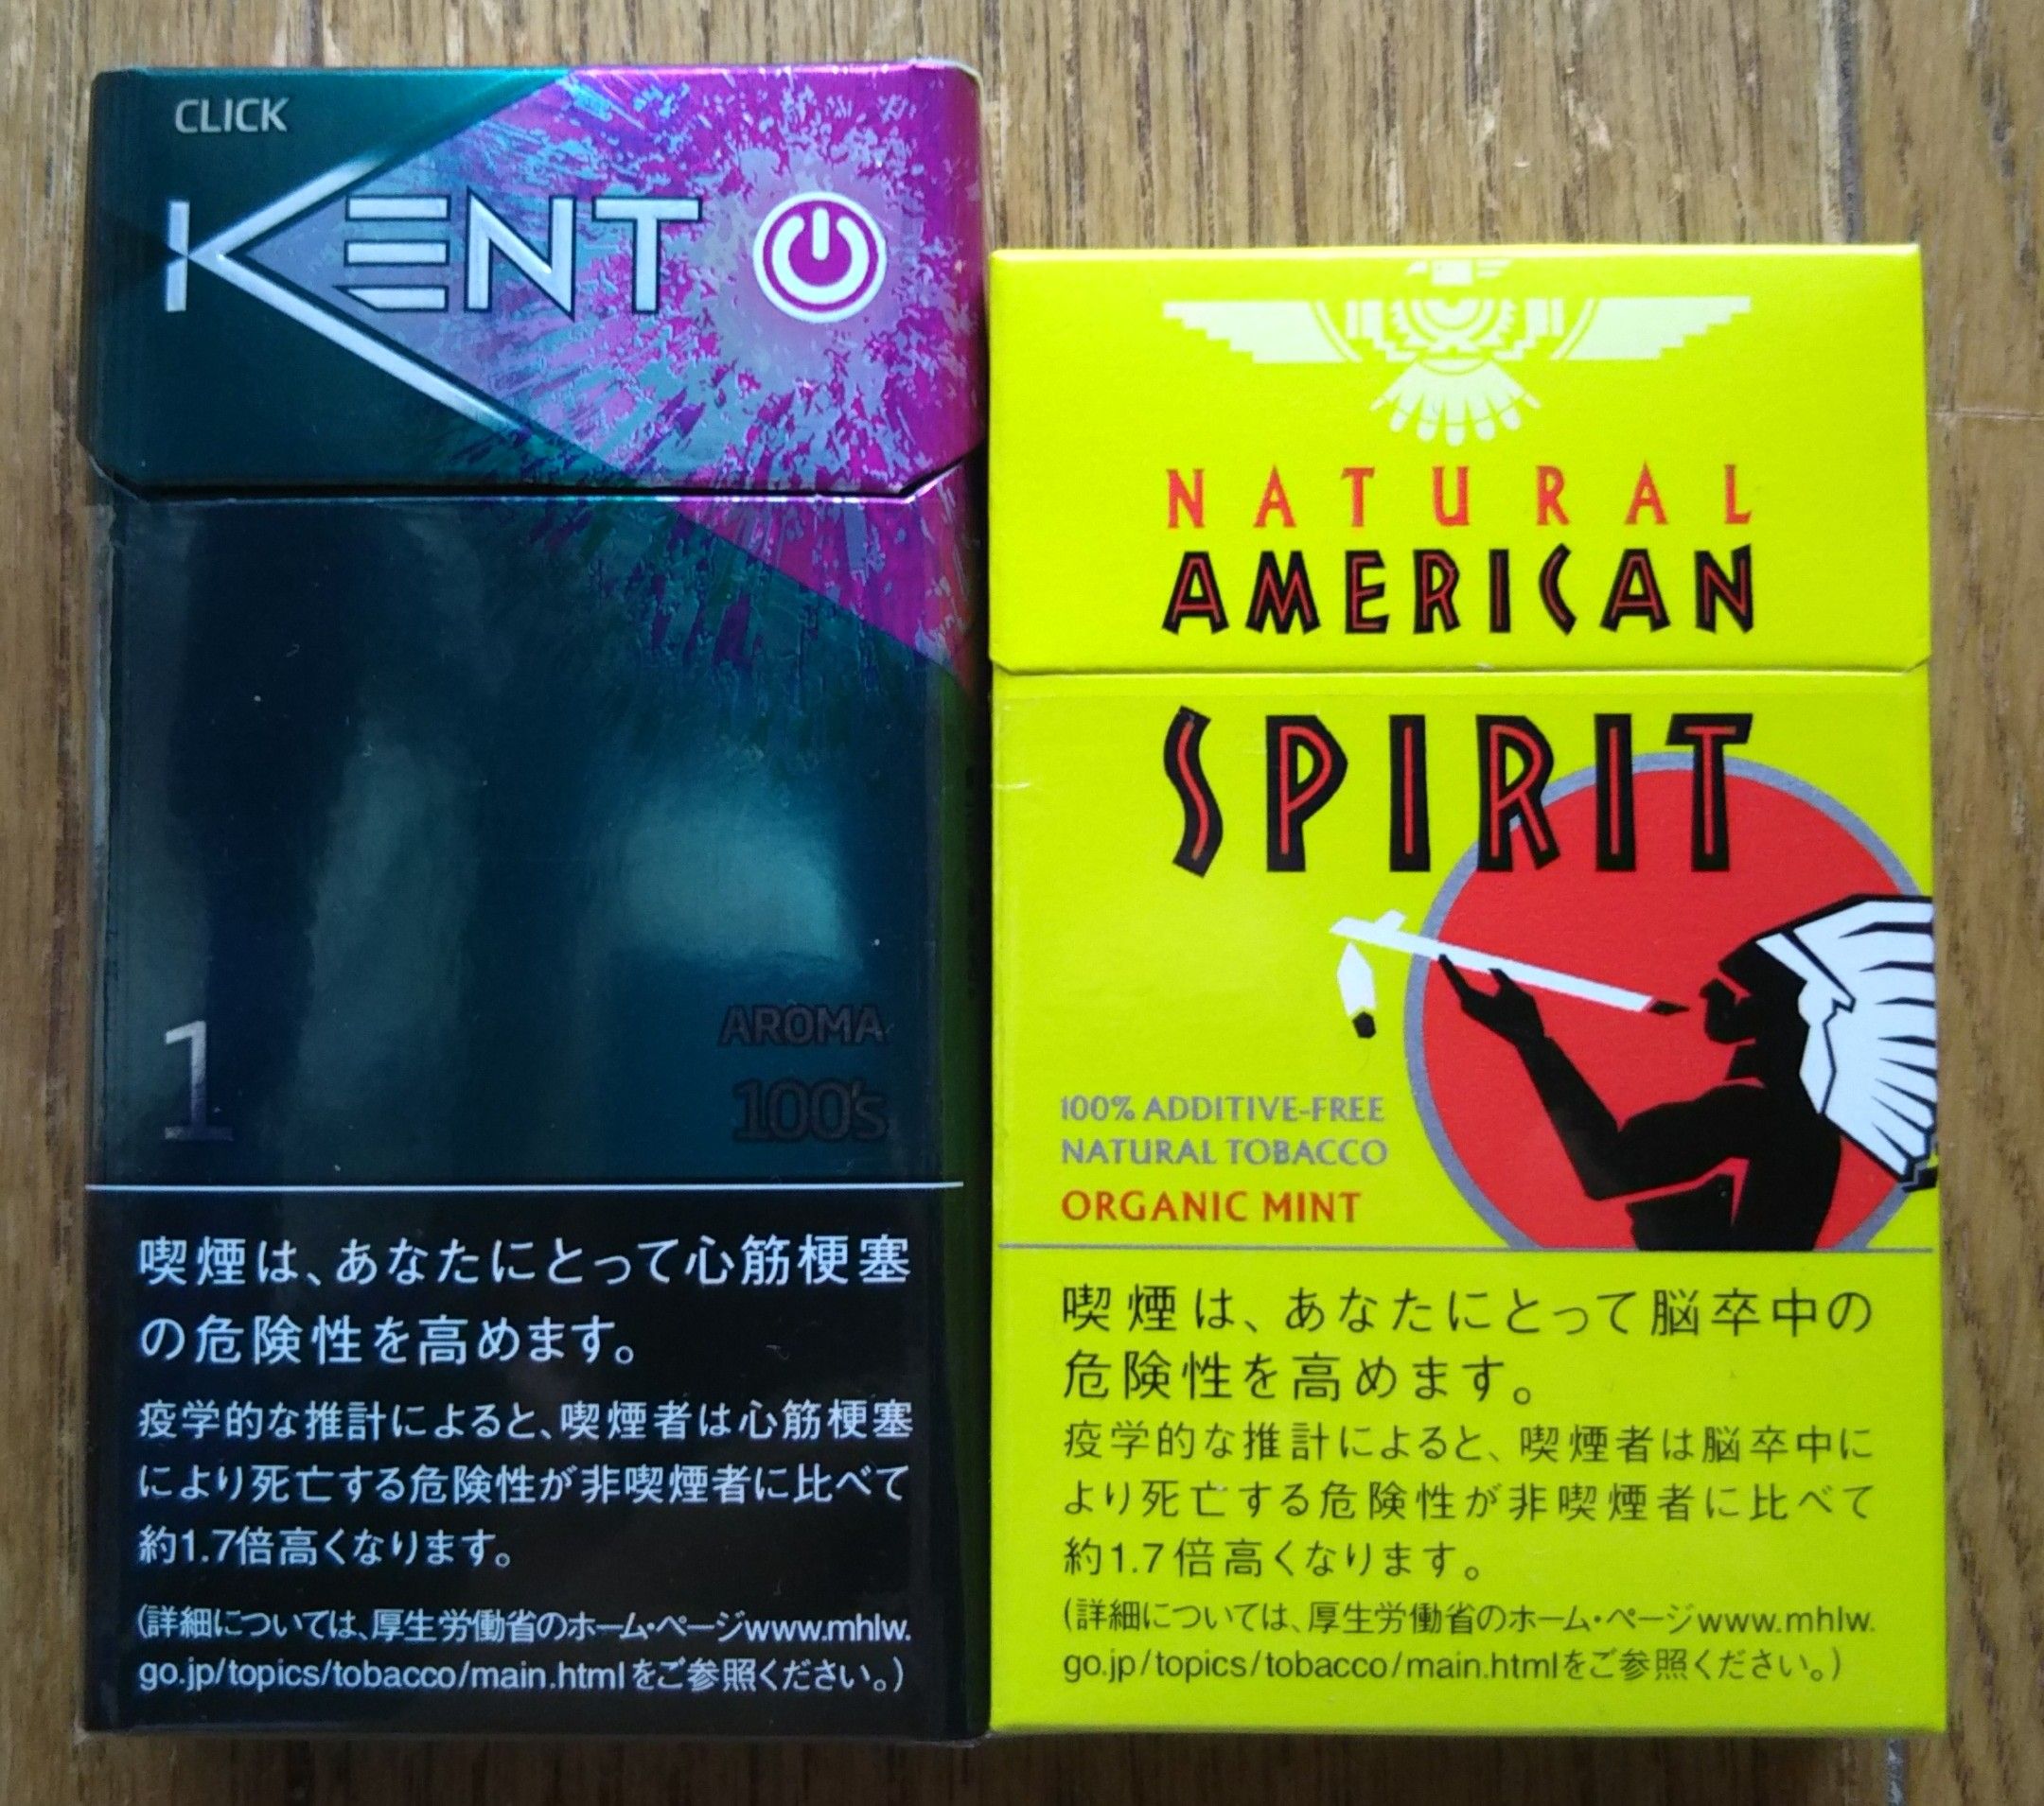 CLICK
KENT
1
AROMA
100's
喫煙は、あなたにとって心筋梗塞
の危険性を高めます。
疫学的な推計によると、喫煙者は心筋梗塞
により死亡する危険性が非喫煙者に比べて
約1.7倍高くなります。
(詳細については、厚生労働省のホーム・ページwww.mhlw.
go.jp/topics/tobacco/main.htmlをご参照ください。)
NATURAL
AMERICAN
SPIRIT
100% ADDITIVE-FREE
NATURAL TOBACCO
ORGANIC MINT
喫煙は、あなたにとって脳卒中の
危険性を高めます。
疫学的な推計によると、喫煙者は脳卒中に
より死亡する危険性が非喫煙者に比べて
約1.7倍高くなります。
(詳細については、厚生労働省のホーム・ページwww.mhlw.
go.jp/topics/tobacco/main.htmlをご参照ください。)